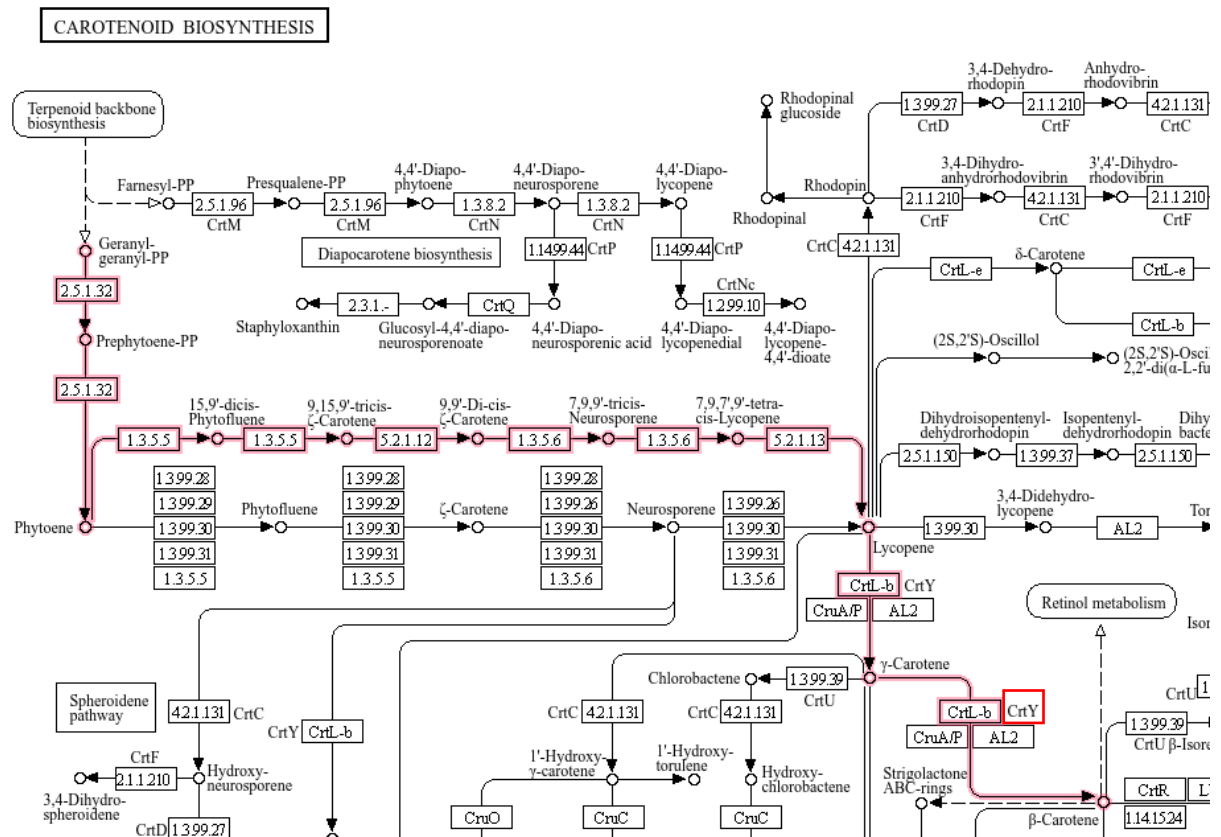 CAROTENOID BIOSYNTHESIS
Terpenoid backbone
biosynthesis
Farnesyl-PP
2.5.1.96
CrtM
Presqualene-PP
2.5.1.96
CrtM
4,4'-Diapo-
phytoene
1.3.8.2
CrtN
4,4'-Diapo-
neurosporene
1.3.8.2
CrtN
4,4'-Diapo-
lycopene
Rhodopinal
glucoside
3,4-Dehydro-
rhodopin
Anhydro-
rhodovibrin
1.3.99.27
CrtD
2.1.1.210
CrtF
4.2.1.131
CrtC
Rhodopin
Rhodopinal
3,4-Dihydro-
anhydrorhodovibrin
3',4'-Dihydro-
rhodovibrin
2.1.1.210
CrtF
4.2.1.131
CrtC
2.1.1.210
CrtF
Geranyl-
geranyl-PP
Diapocarotene biosynthesis
1.14.99.44
CrtP
1.14.99.44
CrtP
CrtC
4.2.1.131
2.5.1.32
Staphyloxanthin
2.3.1.-
Glucosyl-4,4'-diapo-
neurosporenoate
CrtQ
4,4'-Diapo-
neurosporenic acid
4,4'-Diapo-
lycopenedial
CrtNc
1.2.99.10
4,4'-Diapo-
lycopene-
4,4'-dioate
CrtL-e
δ-Carotene
CrtL-e
CrtL-b
Prephytoene-PP
(2S,2'S)-Oscillol
(2S,2'S)-Oscil
2,2'-di(α-L-fu
2.5.1.32
15,9'-dicis-
Phytofluene
9,15,9'-tricis-
ζ-Carotene
9,9'-Di-cis-
ζ-Carotene
7,9,9'-tricis-
Neurosporene
7,9,7',9'-tetra-
cis-Lycopene
1.3.5.5
1.3.5.5
5.2.1.12
1.3.5.6
1.3.5.6
5.2.1.13
Dihydroisopentenyl-
dehydrorhodopin
Isopentenyl-
dehydrorhodopin
Dihy
bacte
2.5.1.150
1.3.99.37
2.5.1.150
Phytoene
1.3.99.28
1.3.99.29
1.3.99.30
1.3.99.31
1.3.5.5
Phytofluene
1.3.99.28
1.3.99.29
1.3.99.30
1.3.99.31
1.3.5.5
ζ-Carotene
1.3.99.28
1.3.99.26
1.3.99.30
1.3.99.31
1.3.5.6
Neurosporene
1.3.99.26
1.3.99.30
1.3.99.31
1.3.5.6
Lycopene
1.3.99.30
3,4-Didehydro-
lycopene
AL2
Tor
CrtL-b
CrtY
CruA/P
AL2
Retinol metabolism
Isor
γ-Carotene
Chlorobactene
1.3.99.39
CrtU
CrtL-b
CrtY
CruA/P
AL2
CrtU
1
1.3.99.39
CrtU
β-Isore
Spheroidene
pathway
4.2.1.131
CrtC
CrtY
CrtL-b
CrtC
4.2.1.131
CrtC
4.2.1.131
CrtF
2.1.1.210
3,4-Dihydro-
spheroidene
Hydroxy-
neurosporene
CrtD
1.3.99.27
1'-Hydroxy-
γ-carotene
1'-Hydroxy-
torulene
Hydroxy-
chlorobactene
CruO
CruC
CruC
Strigolactone
ABC-rings
β-Carotene
CrtR
1.14.15.24